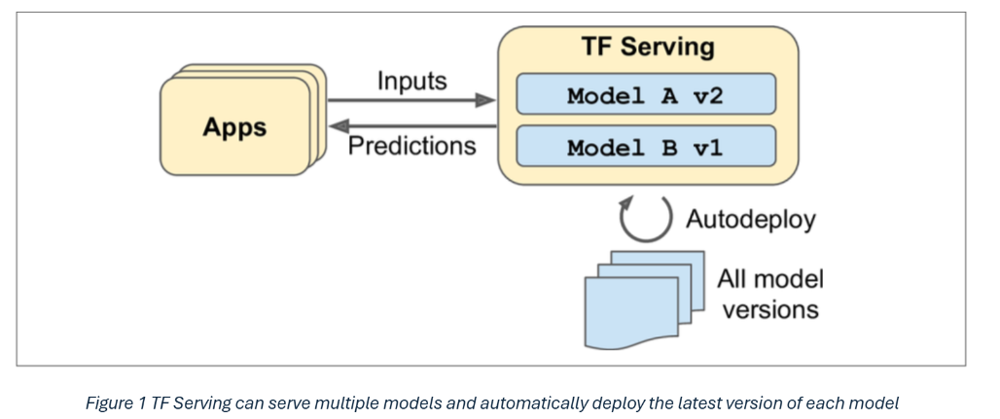 TF Serving
Inputs
Model A v2
Apps
Predictions
Model B v1
Autodeploy
All model
versions
Figure 1 TF Serving can serve multiple models and automatically deploy the latest version of each model